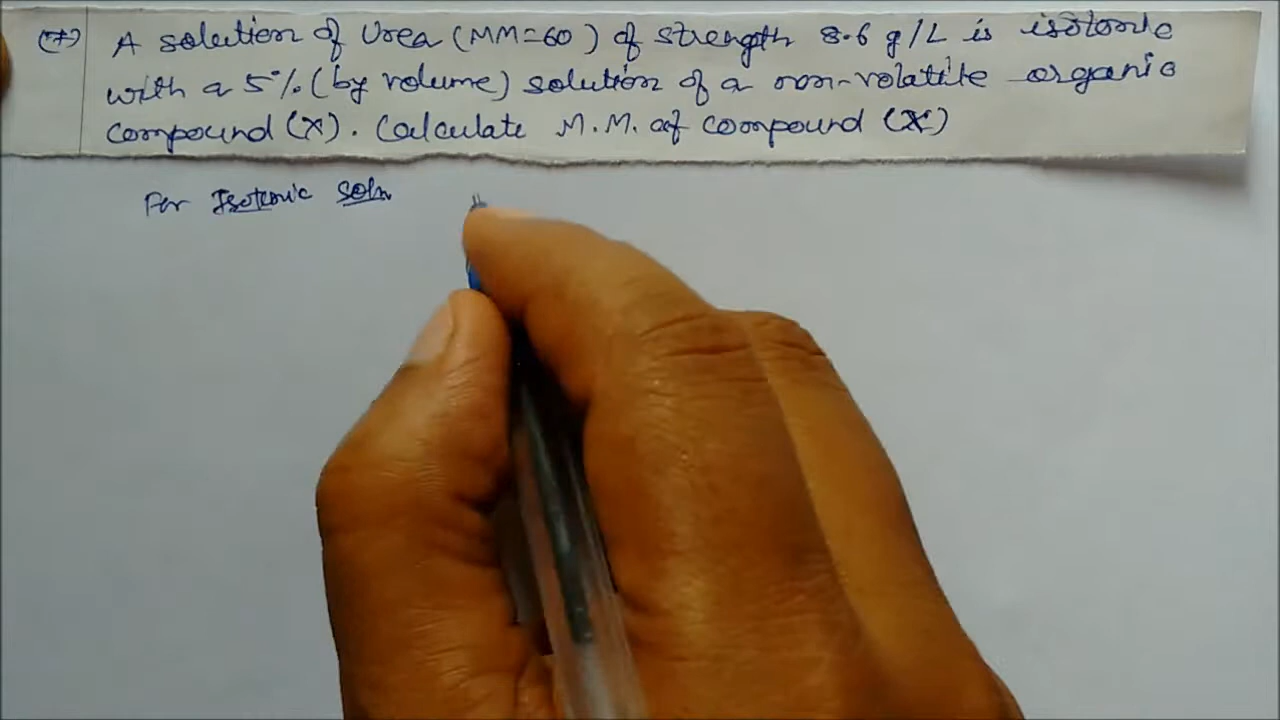 (7) A solution of Urea (MM=60) of strength 8.6 g/L is isotonic
with a 5% (by volume) solution of a non-volatile organic
compound (X). Calculate M.M. of compound (X)
For Isotonic Soln